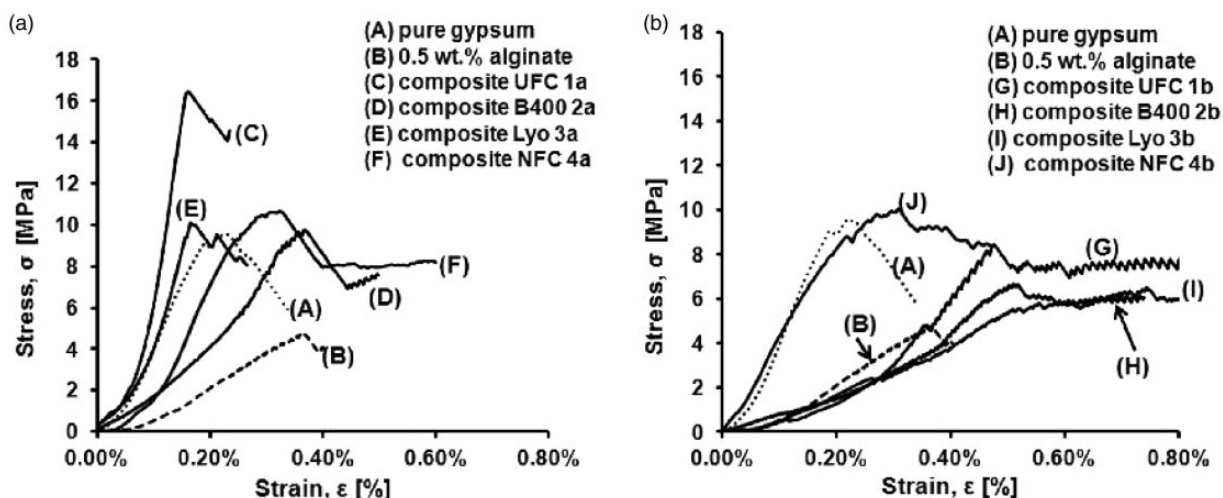 (a)
(A) pure gypsum
(B) 0.5 wt.% alginate
(C) composite UFC 1a
(D) composite B400 2a
(E) composite Lyo 3a
(F) composite NFC 4a
Stress, σ [MPa]
18
16
14
12
10
8
6
4
2
0
(C)
(E)
(F)
(D)
(A)
(B)
0.00% 0.20% 0.40% 0.60% 0.80%
Strain, ε [%]
(b)
(A) pure gypsum
(B) 0.5 wt.% alginate
(G) composite UFC 1b
(H) composite B400 2b
(I) composite Lyo 3b
(J) composite NFC 4b
Stress, σ [MPa]
18
16
14
12
10
8
6
4
2
0
(J)
(G)
(A)
(I)
(B)
(H)
0.00% 0.20% 0.40% 0.60% 0.80%
Strain, ε [%]